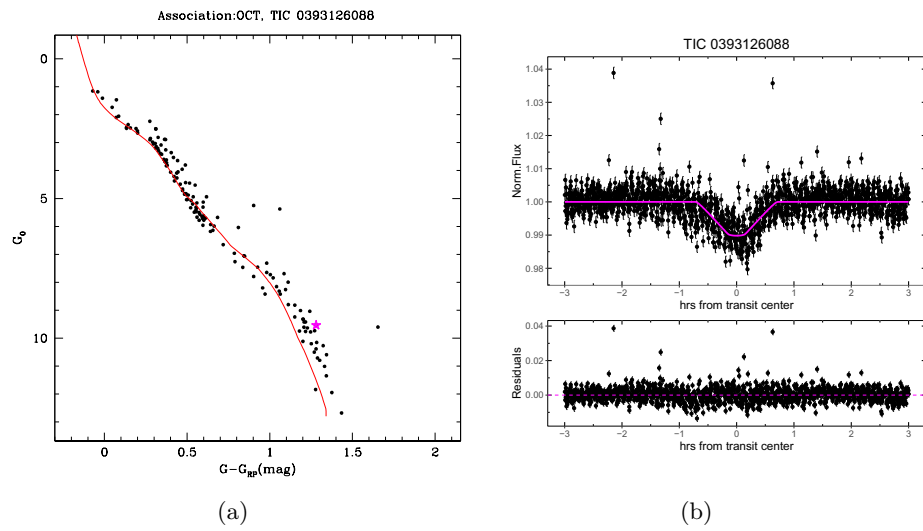 Association:OCT, TIC 0393126088
0
5
10
G₀
0
0.5
1
1.5
2
G−G_RP(mag)
(a)
TIC 0393126088
1.04
1.03
1.02
1.01
1.00
0.99
0.98
Norm.Flux
−3 −2 −1 0 1 2 3
hrs from transit center
0.04
0.02
0.00
Residuals
−3 −2 −1 0 1 2 3
hrs from transit center
(b)